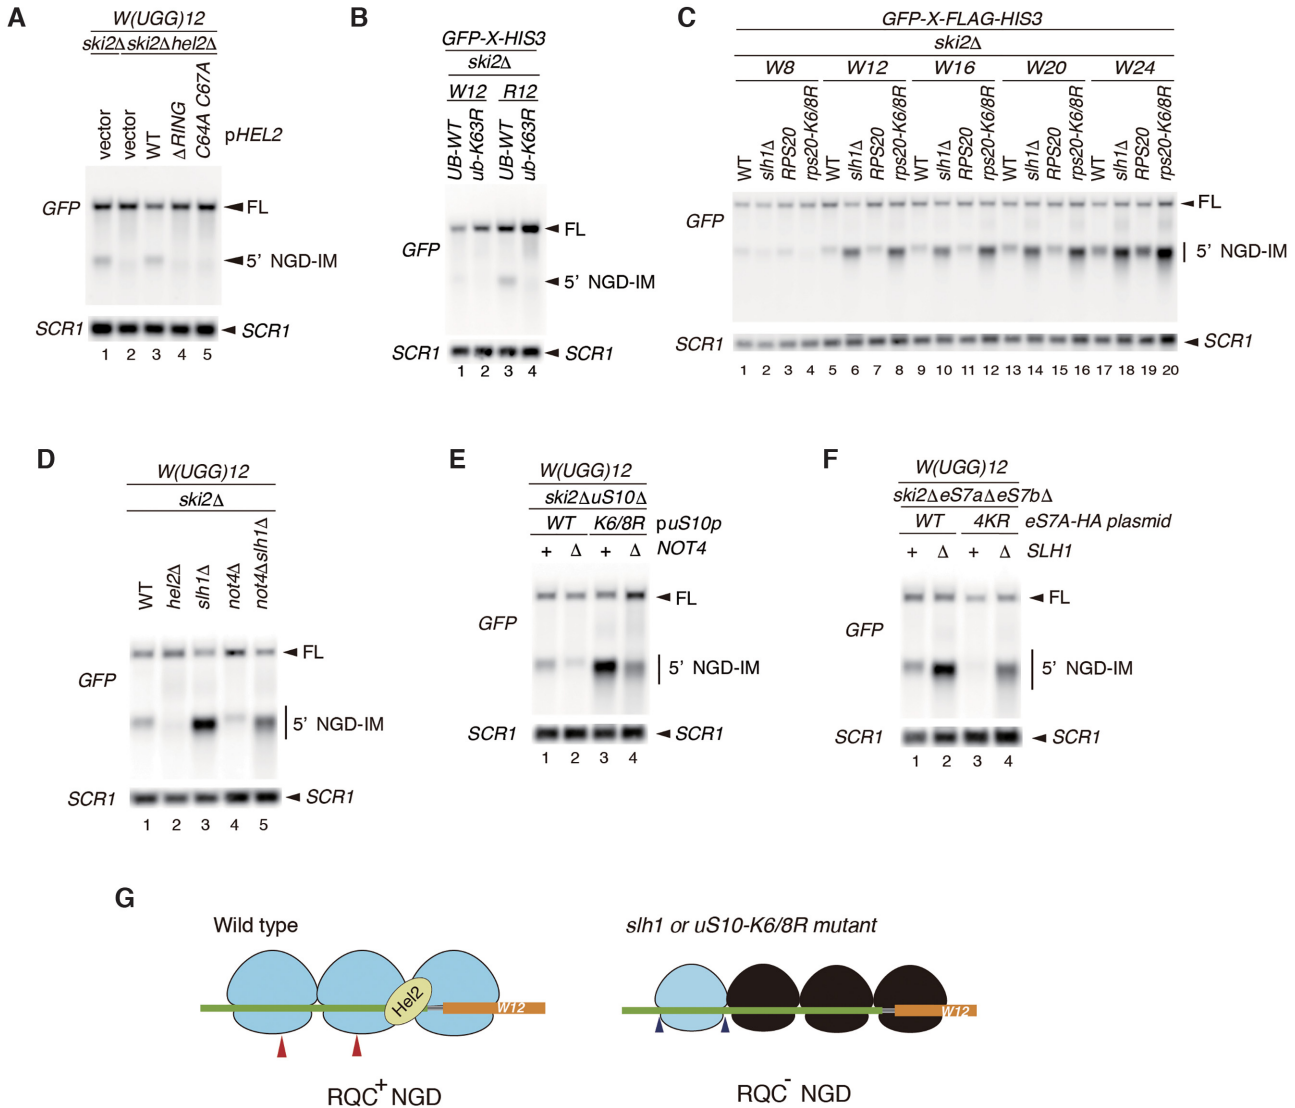 A
W(UGG)12
ski2Δ ski2Δhel2Δ
vector
vector
WT
ΔRING
C64A C67A
pHEL2
GFP
FL
5’ NGD-IM
SCR1
SCR1
1 2 3 4 5
B
GFP-X-HIS3
ski2Δ
W12 R12
UB-WT
ub-K63R
UB-WT
ub-K63R
GFP
FL
5’ NGD-IM
SCR1
SCR1
1 2 3 4
C
GFP-X-FLAG-HIS3
ski2Δ
W8 W12 W16 W20 W24
WT
slh1Δ
RPS20
rps20-K6/8R
WT
slh1Δ
RPS20
rps20-K6/8R
WT
slh1Δ
RPS20
rps20-K6/8R
WT
slh1Δ
RPS20
rps20-K6/8R
WT
slh1Δ
RPS20
rps20-K6/8R
GFP
FL
5’ NGD-IM
SCR1
SCR1
1 2 3 4 5 6 7 8 9 10 11 12 13 14 15 16 17 18 19 20
D
W(UGG)12
ski2Δ
WT
hel2Δ
slh1Δ
not4Δ
not4Δslh1Δ
GFP
FL
5’ NGD-IM
SCR1
SCR1
1 2 3 4 5
E
W(UGG)12
ski2ΔuS10Δ
WT K6/8R puS10p
+ Δ + Δ NOT4
GFP
FL
5’ NGD-IM
SCR1
SCR1
1 2 3 4
F
W(UGG)12
ski2ΔeS7aΔeS7bΔ
WT 4KR eS7A-HA plasmid
+ Δ + Δ SLH1
GFP
FL
5’ NGD-IM
SCR1
SCR1
1 2 3 4
G
Wild type
Hel2
W12
RQC+ NGD
slh1 or uS10-K6/8R mutant
W12
RQC- NGD